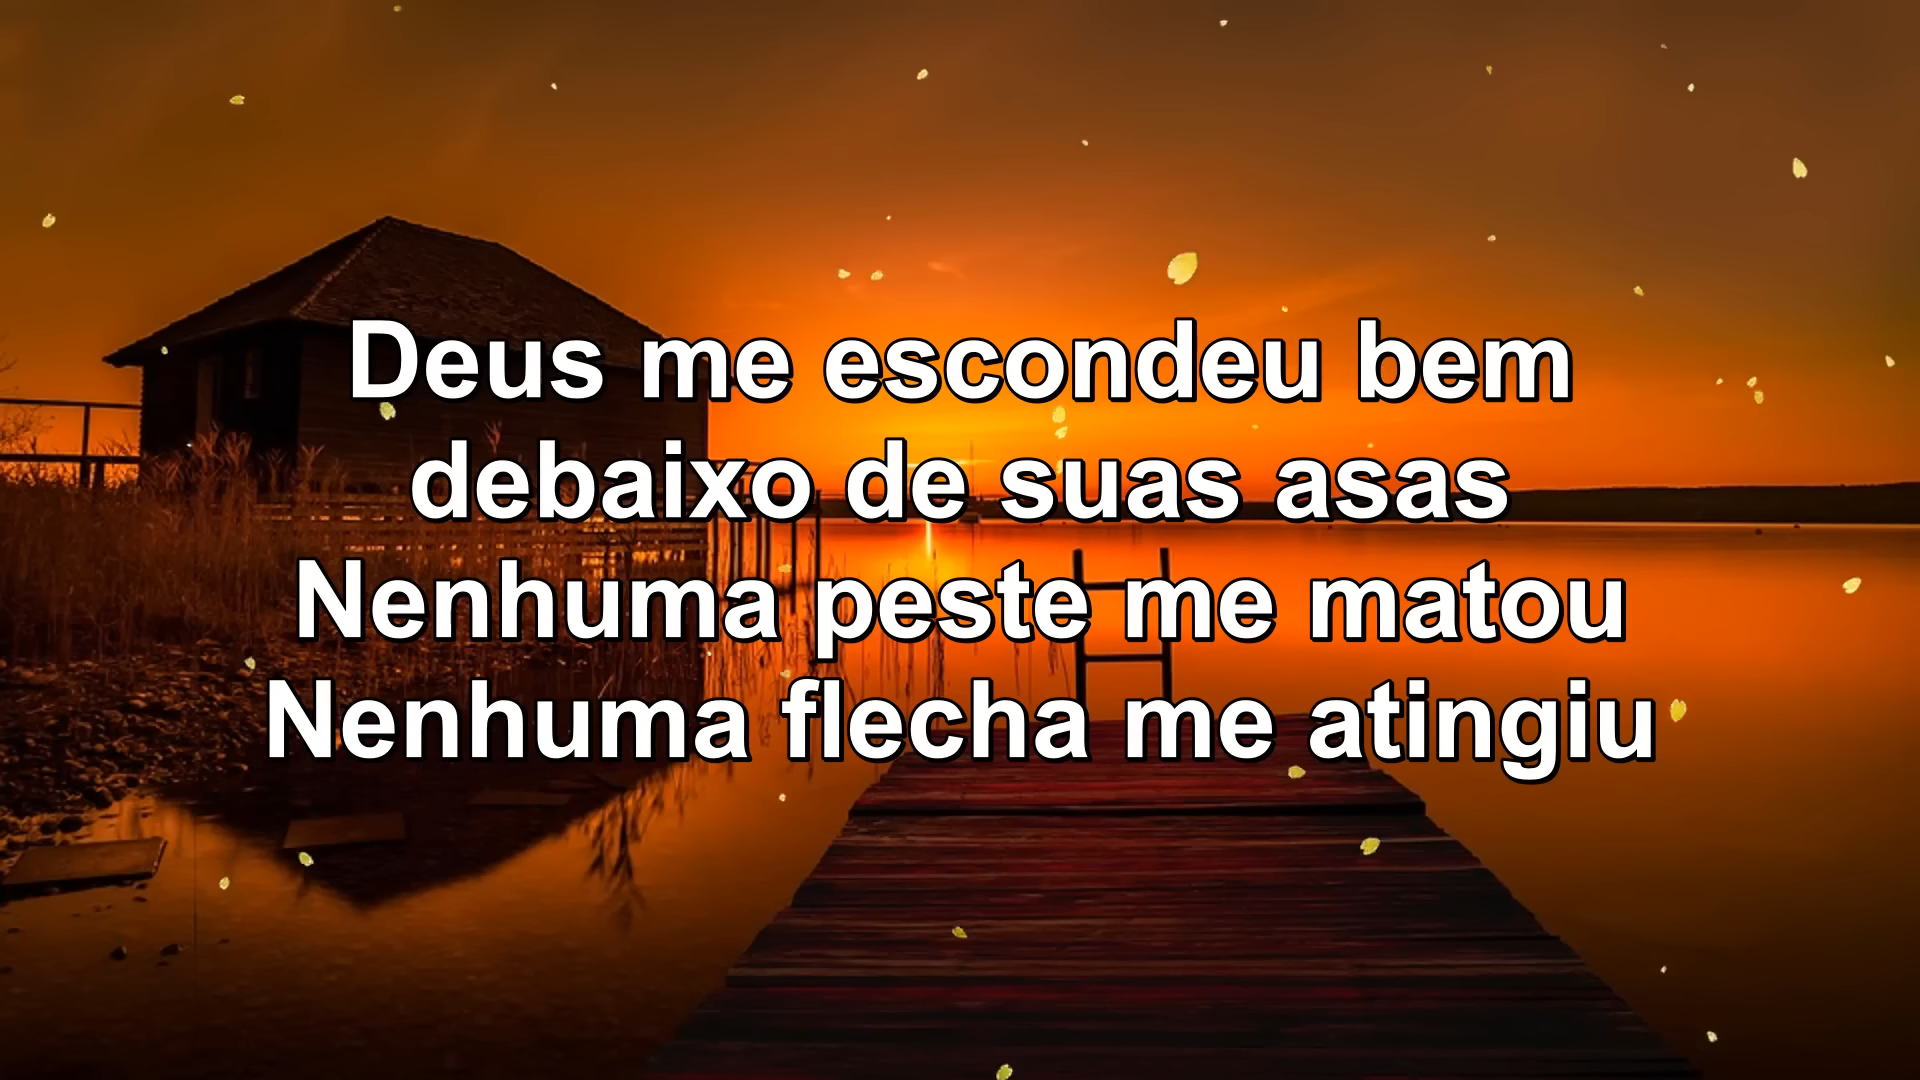 Deus me escondeu bem
debaixo de suas asas
Nenhuma peste me matou
Nenhuma flecha me atingiu